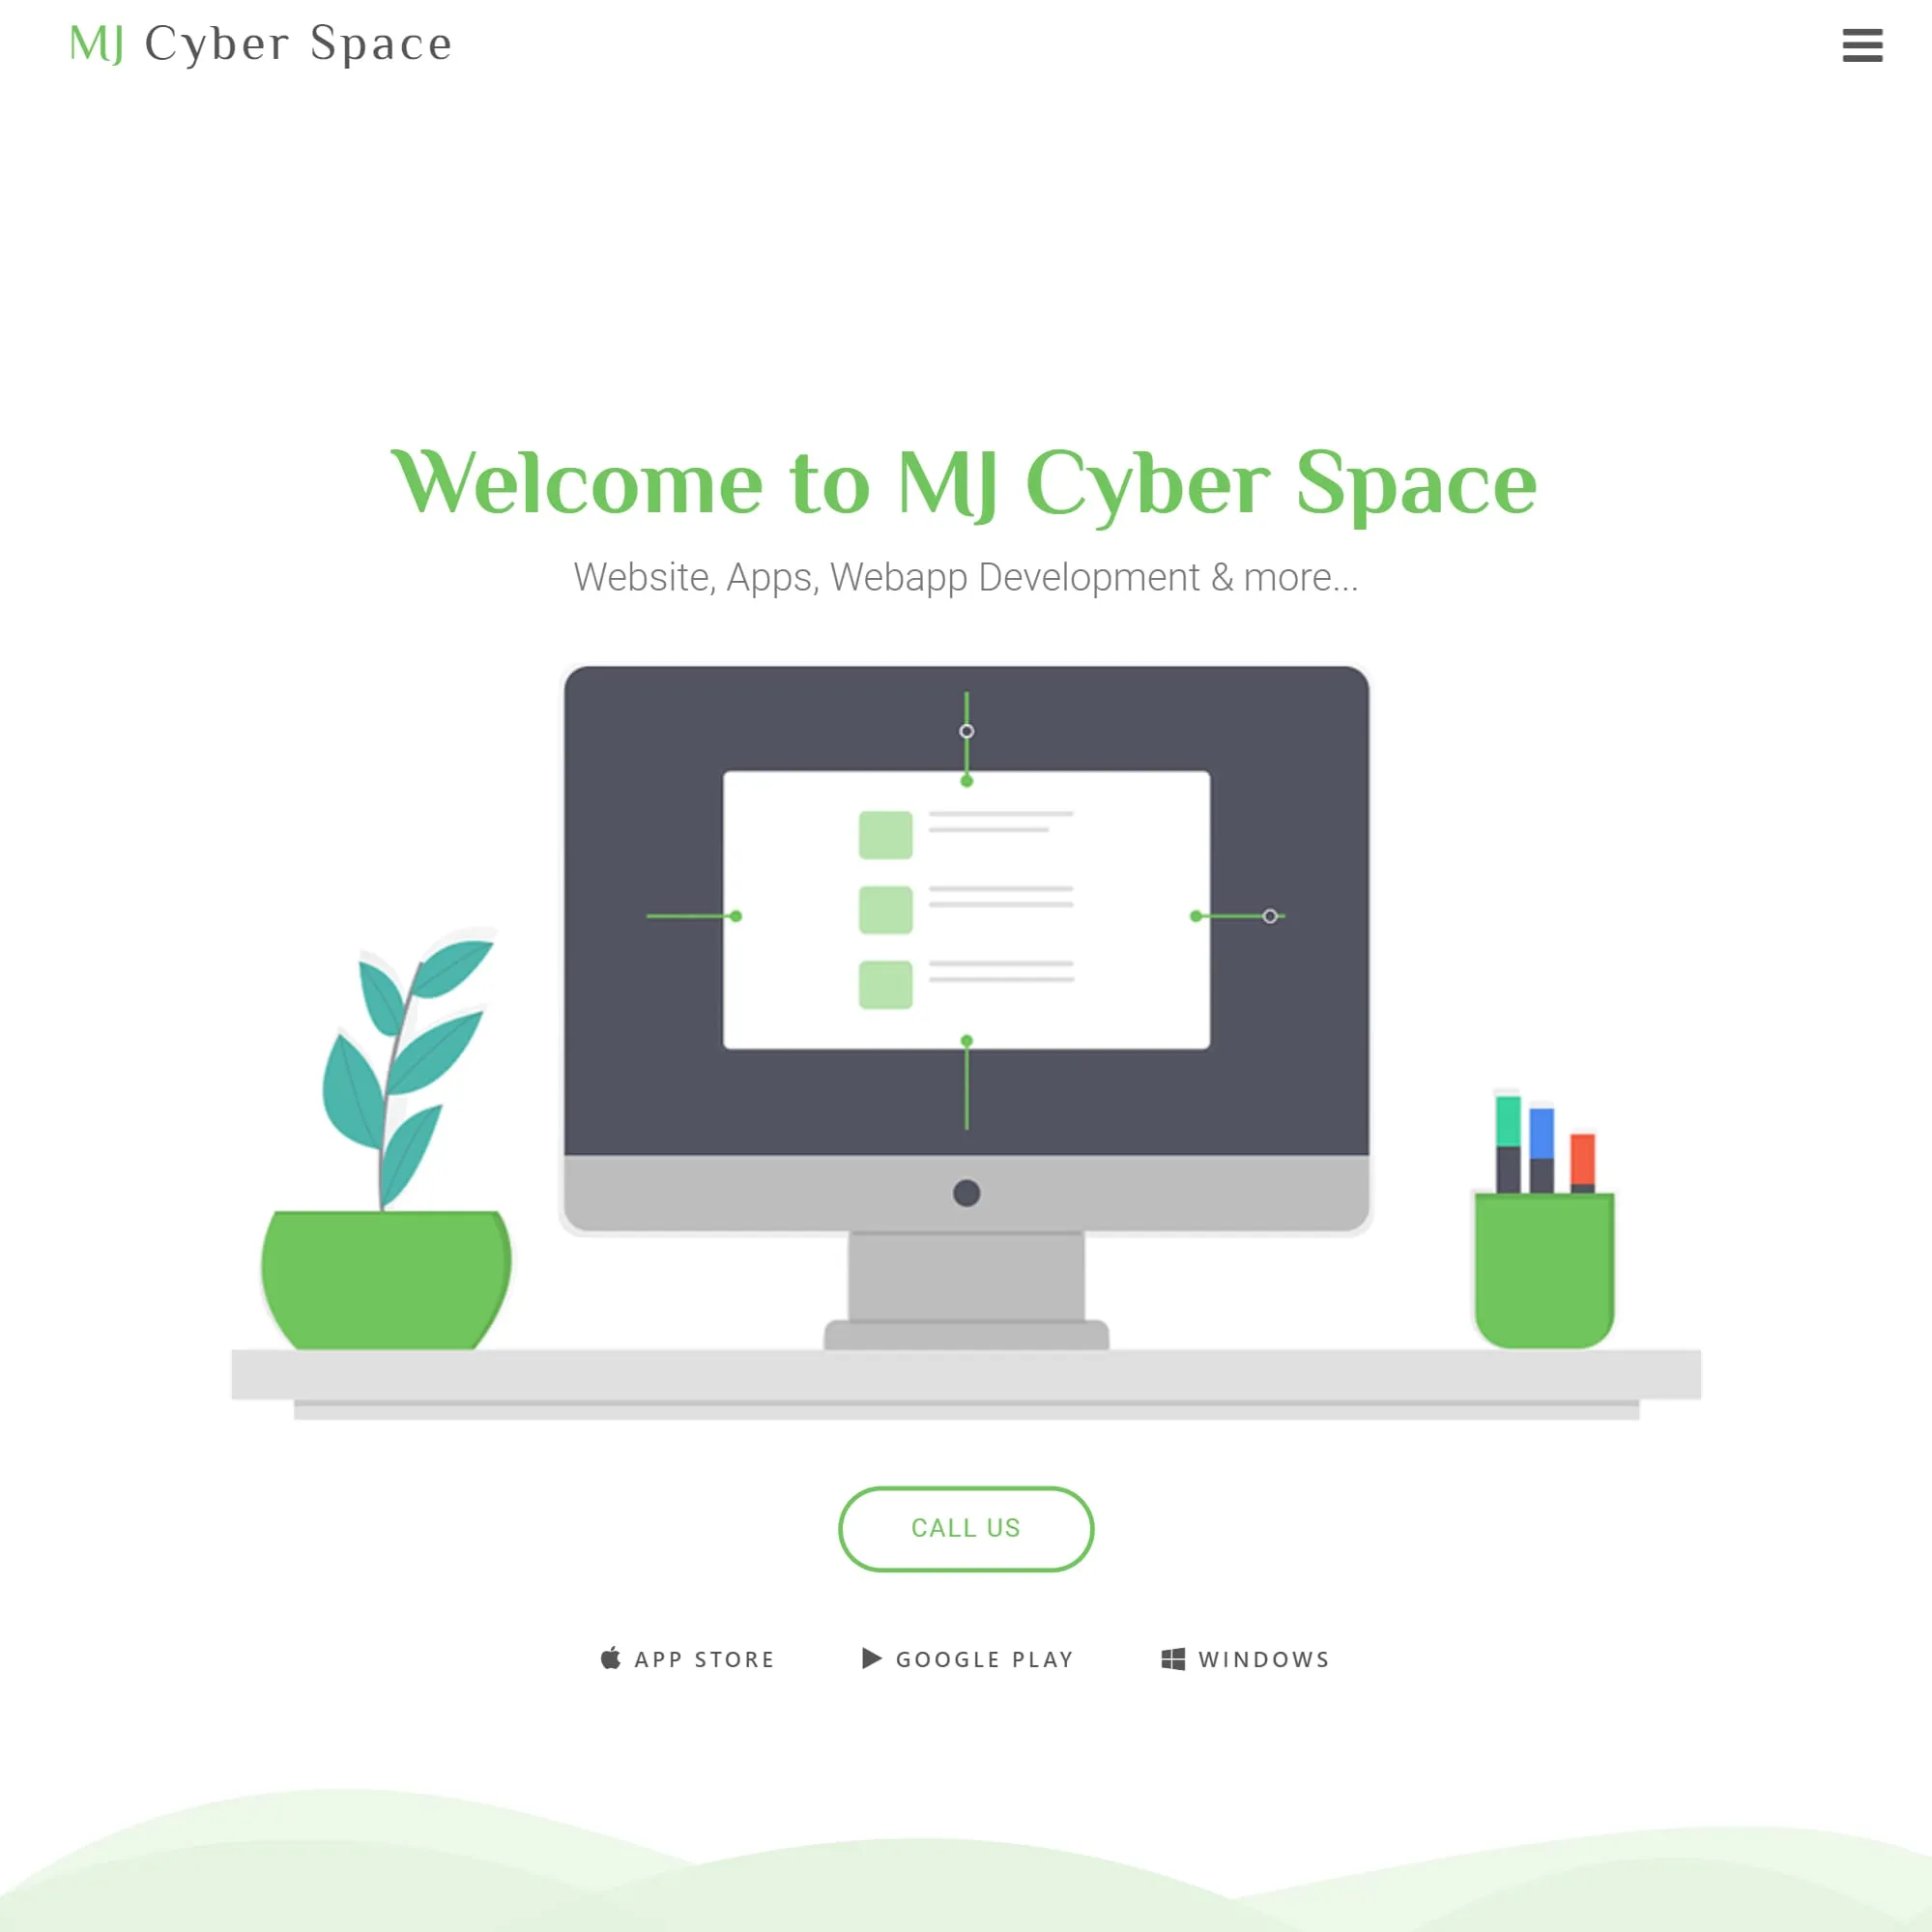 MJ Cyber Space
Welcome to MJ Cyber Space
Website, Apps, Webapp Development & more...
CALL US
APP STORE
GOOGLE PLAY
WINDOWS